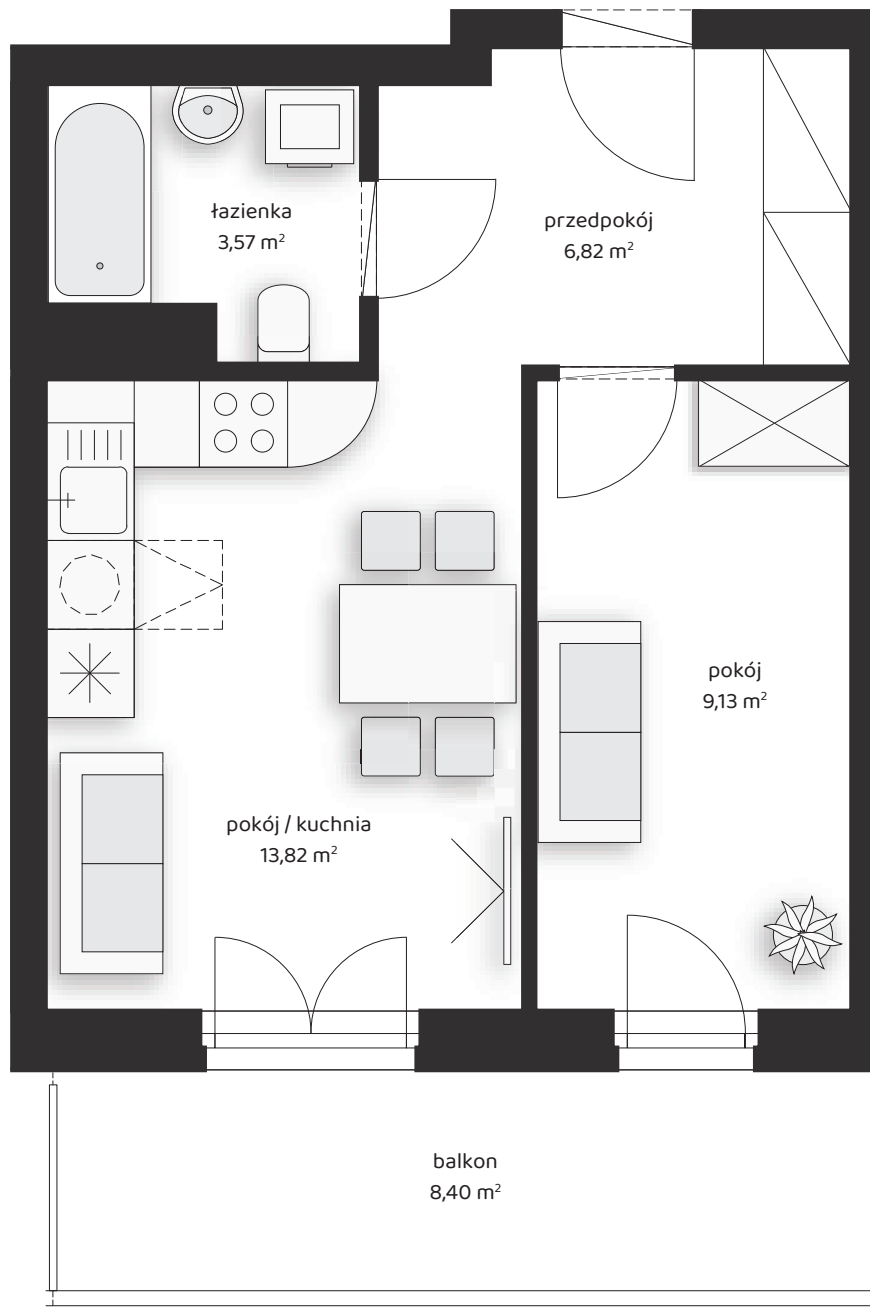 łazienka
3,57 m²
przedpokój
6,82 m²
pokój
9,13 m²
pokój / kuchnia
13,82 m²
balkon
8,40 m²